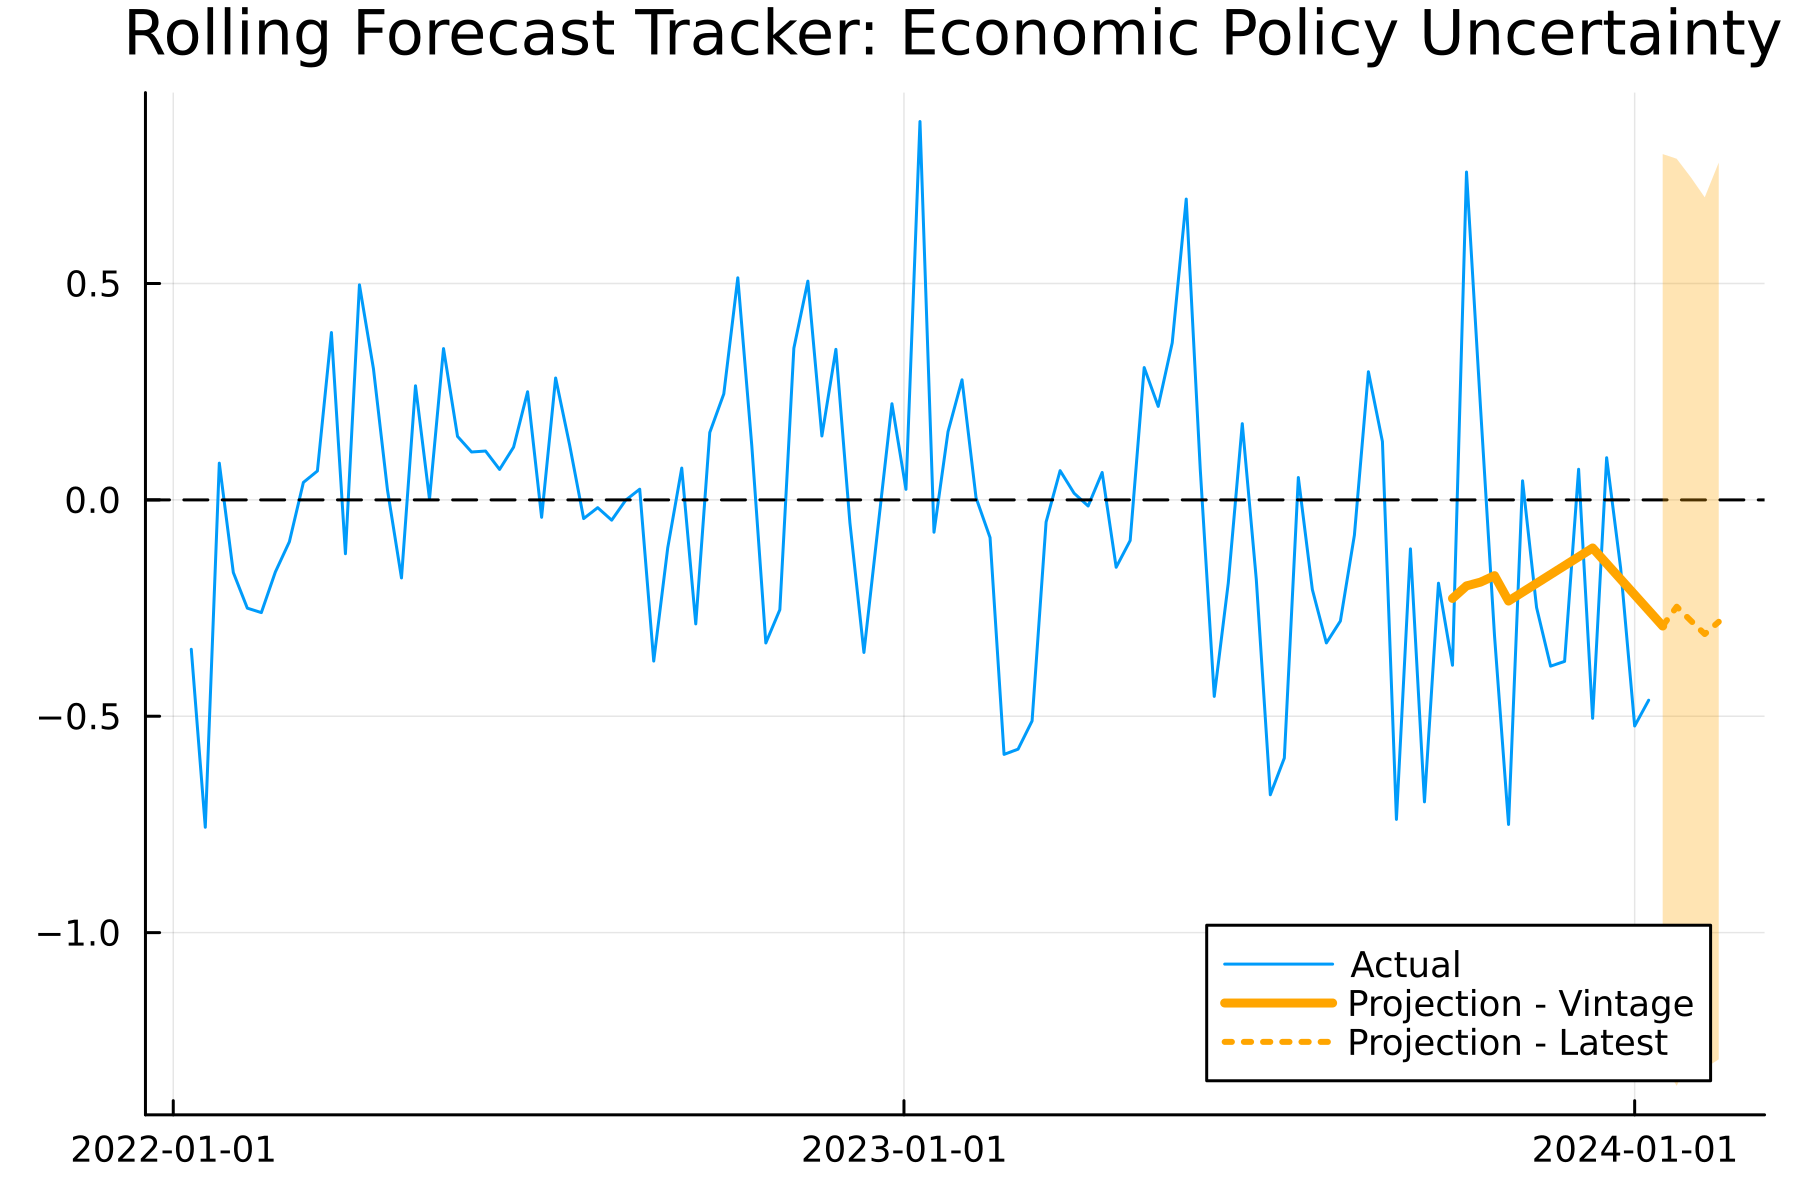 Rolling Forecast Tracker: Economic Policy Uncertainty
0.5
0.0
−0.5
−1.0
Actual
Projection - Vintage
Projection - Latest
2022-01-01
2023-01-01
2024-01-01